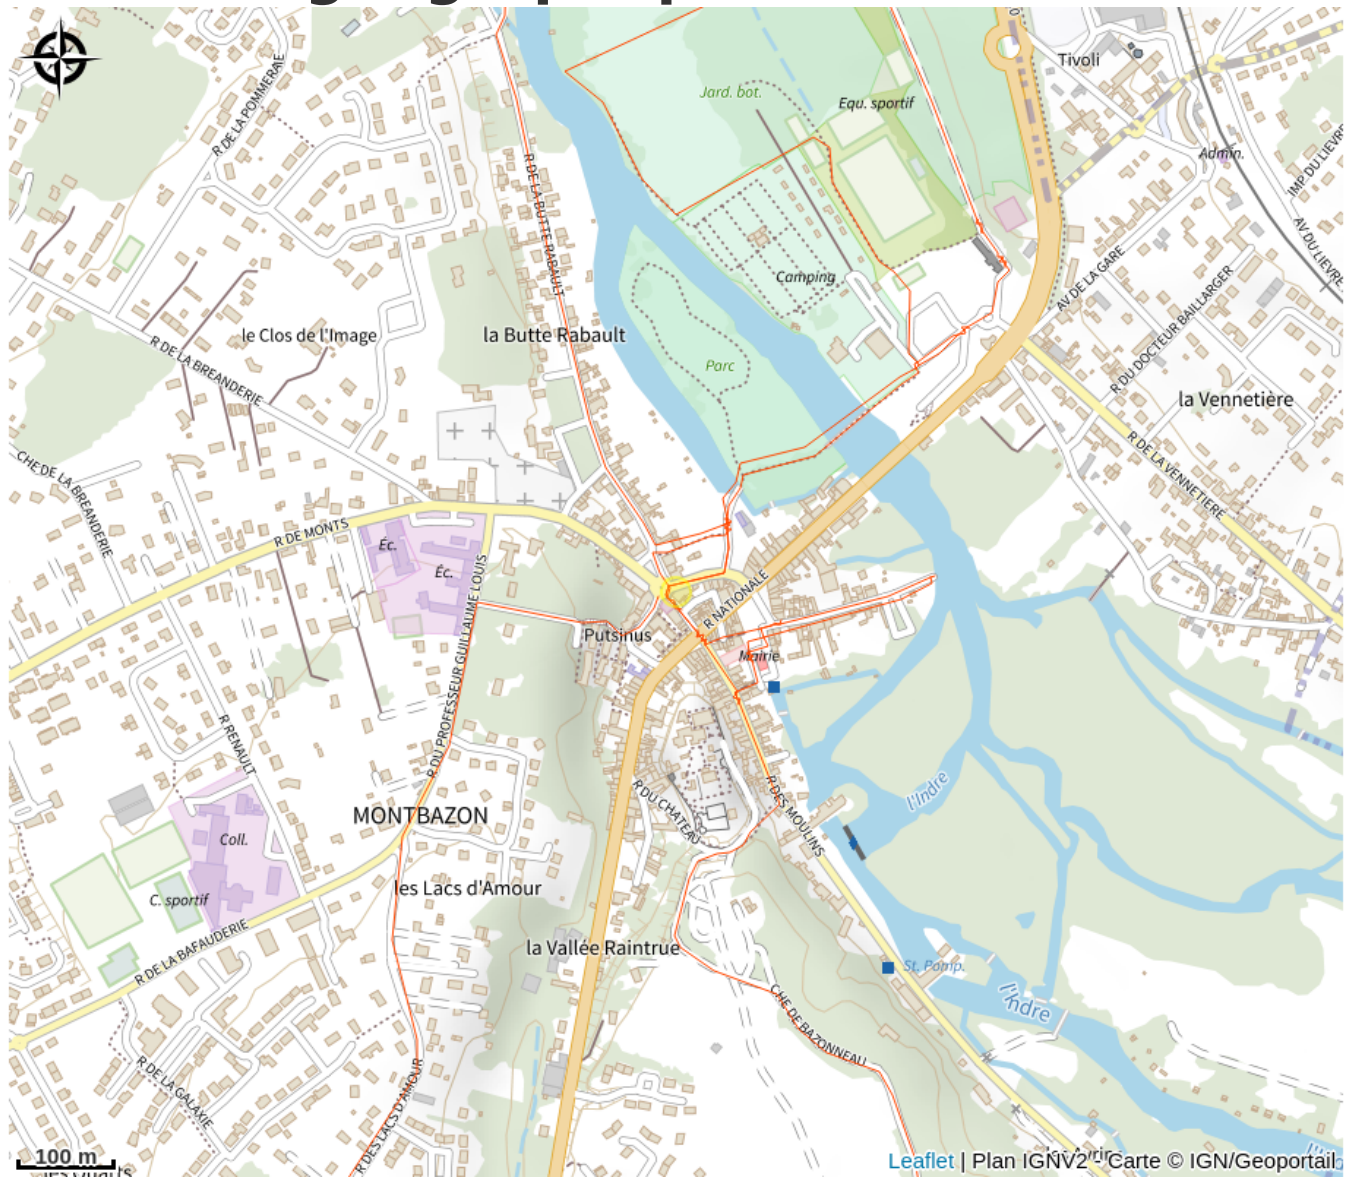 Tivoli
Jard. bot.
Equ. sportif
R DE LA POMMERAIE
Admin.
IMP DU LIEVRE
R DE LA BUTTE RABAULT
AV DU LIEVRE
AV DE LA GARE
Camping
R DU DOCTEUR BAILLARGER
le Clos de l'Image
la Butte Rabault
R DE LA BREANDERIE
Parc
la Vennetière
CHE DE LA BREANDERIE
R DE LA VENNETIERE
R DE MONTS
Éc.
Éc.
R NATIONALE
Putsinus
Mairie
R DU PROFESSEUR GUILLAUME LOUIS
R RENAULT
R DU CHATEAU
R DES MOULINS
l'Indre
MONTBAZON
Coll.
les Lacs d'Amour
C. sportif
R DE LA BAFAUDERIE
la Vallée Raintrue
St. Pomp.
CHE DE BAZONNEAU
l'Indre
R DE LA GALAXIE
R DES LACS D'AMOUR
100 m
Leaflet | Plan IGNV2 - Carte © IGN/Geoportail